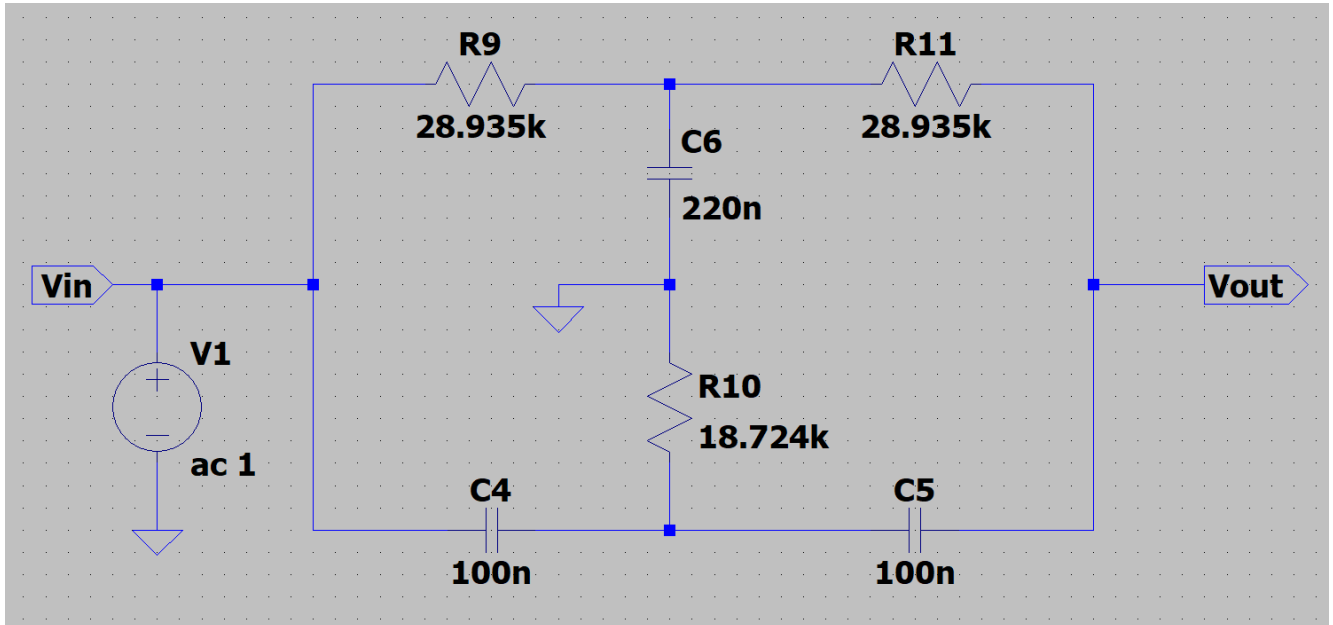 R9
28.935k
R11
28.935k
C6
220n
Vin
Vout
V1
ac 1
R10
18.724k
C4
100n
C5
100n